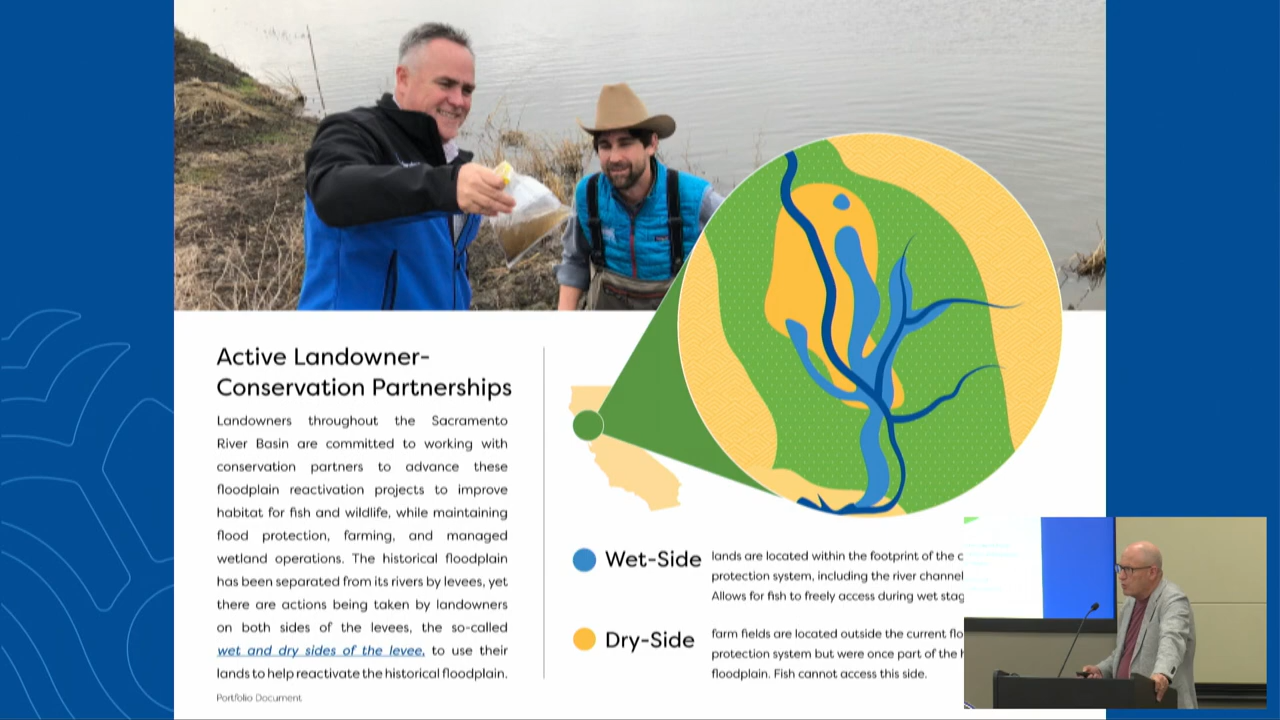 Active Landowner-
Conservation Partnerships
Landowners throughout the Sacramento
River Basin are committed to working with
conservation partners to advance these
floodplain reactivation projects to improve
habitat for fish and wildlife, while maintaining
flood protection, farming, and managed
wetland operations. The historical floodplain
has been separated from its rivers by levees, yet
there are actions being taken by landowners
on both sides of the levees, the so-called
wet and dry sides of the levee, to use their
lands to help reactivate the historical floodplain.
Portfolio Document
Wet-Side
lands are located within the footprint of the
protection system, including the river channel
Allows for fish to freely access during wet
Dry-Side
farm fields are located outside the current
protection system but were once part of the
floodplain. Fish cannot access this side.